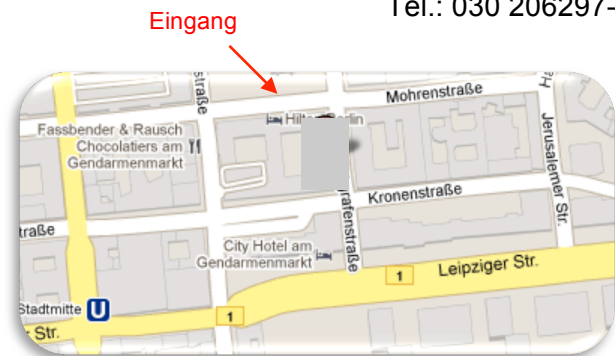 Tel.: 030 206297-
Eingang
straße
Mohrenstraße
Fassbender & Rausch
Chocolatiers am
Gendarmenmarkt
Jerusalemer Str.
Kronenstraße
grafenstraße
traße
City Hotel am
Gendarmenmarkt
1
Leipziger Str.
Stadtmitte U
1
r Str.